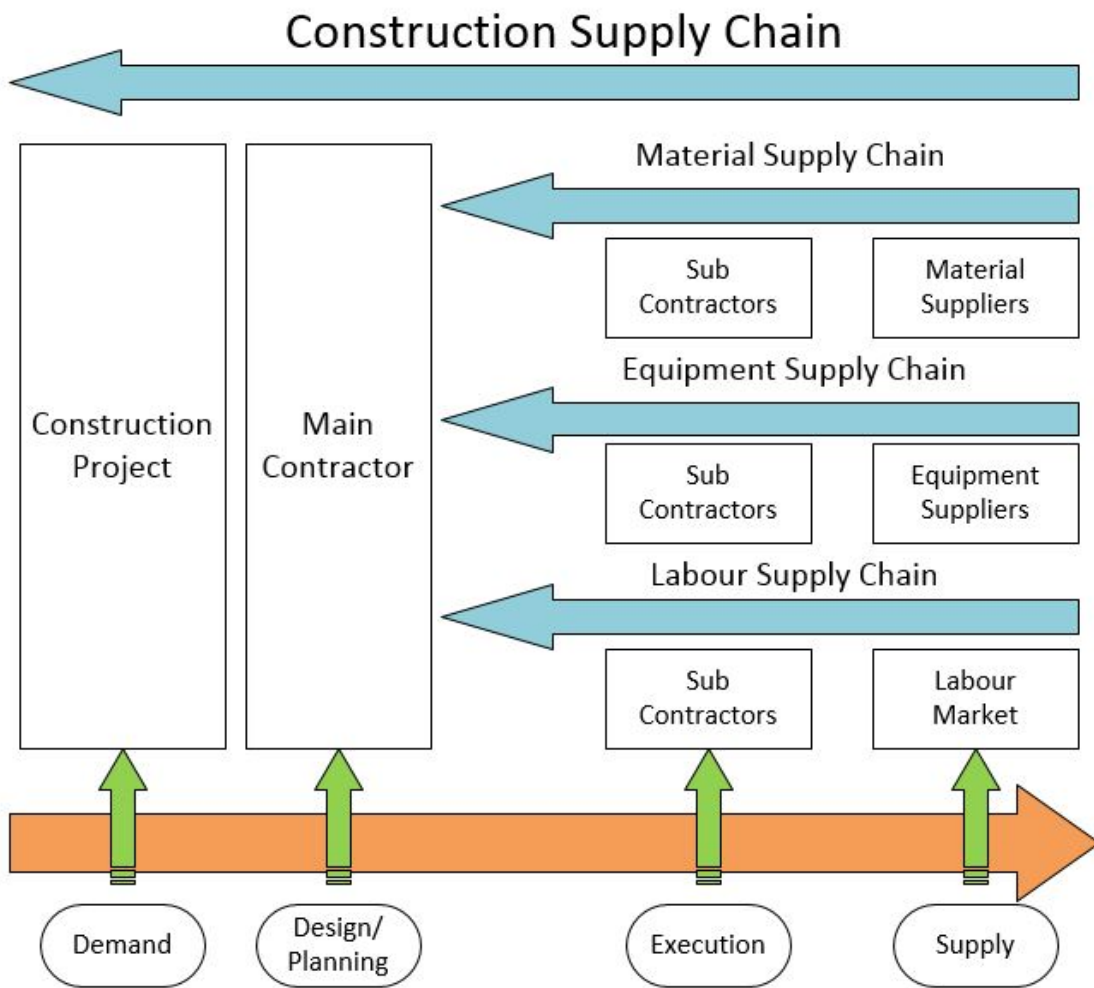 Construction Supply Chain
Material Supply Chain
Sub
Contractors
Material
Suppliers
Equipment Supply Chain
Construction
Project
Main
Contractor
Sub
Contractors
Equipment
Suppliers
Labour Supply Chain
Sub
Contractors
Labour
Market
Demand
Design/
Planning
Execution
Supply